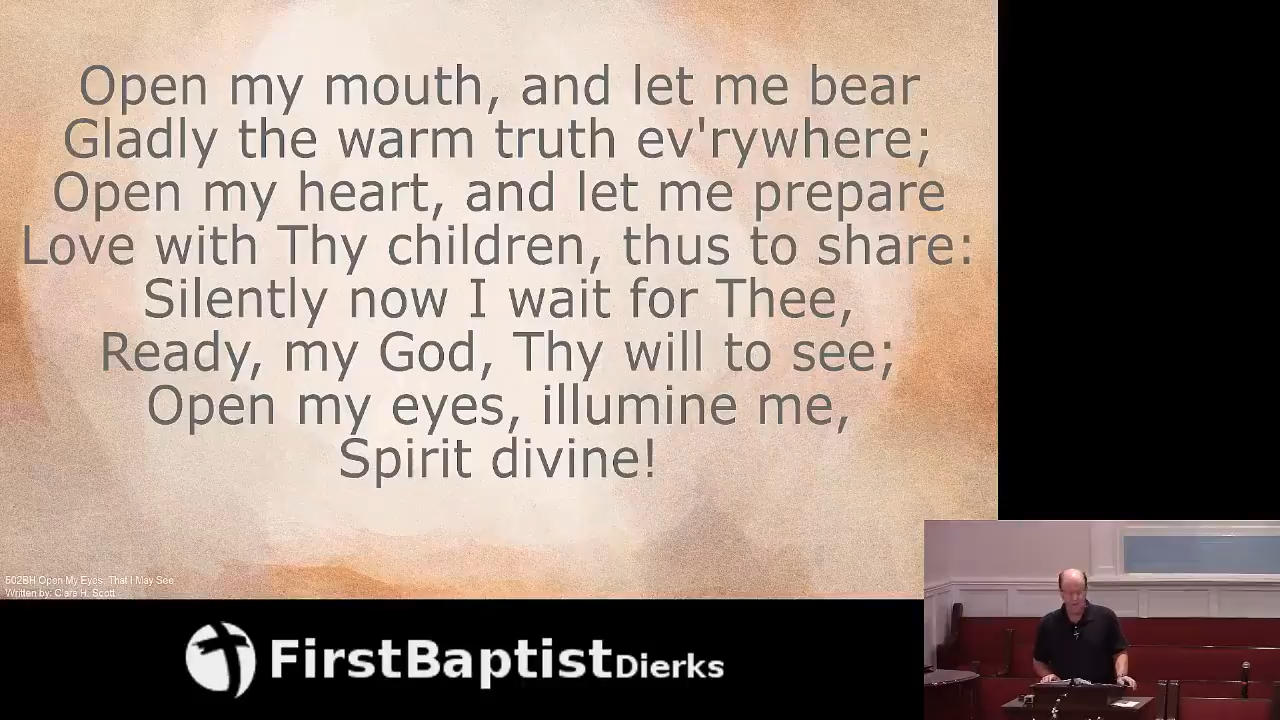 Open my mouth, and let me bear
Gladly the warm truth ev'rywhere;
Open my heart, and let me prepare
Love with Thy children, thus to share:
Silently now I wait for Thee,
Ready, my God, Thy will to see;
Open my eyes, illumine me,
Spirit divine!
502BH Open My Eyes, That I May See
Written by: Clara H. Scott
FirstBaptistDierks